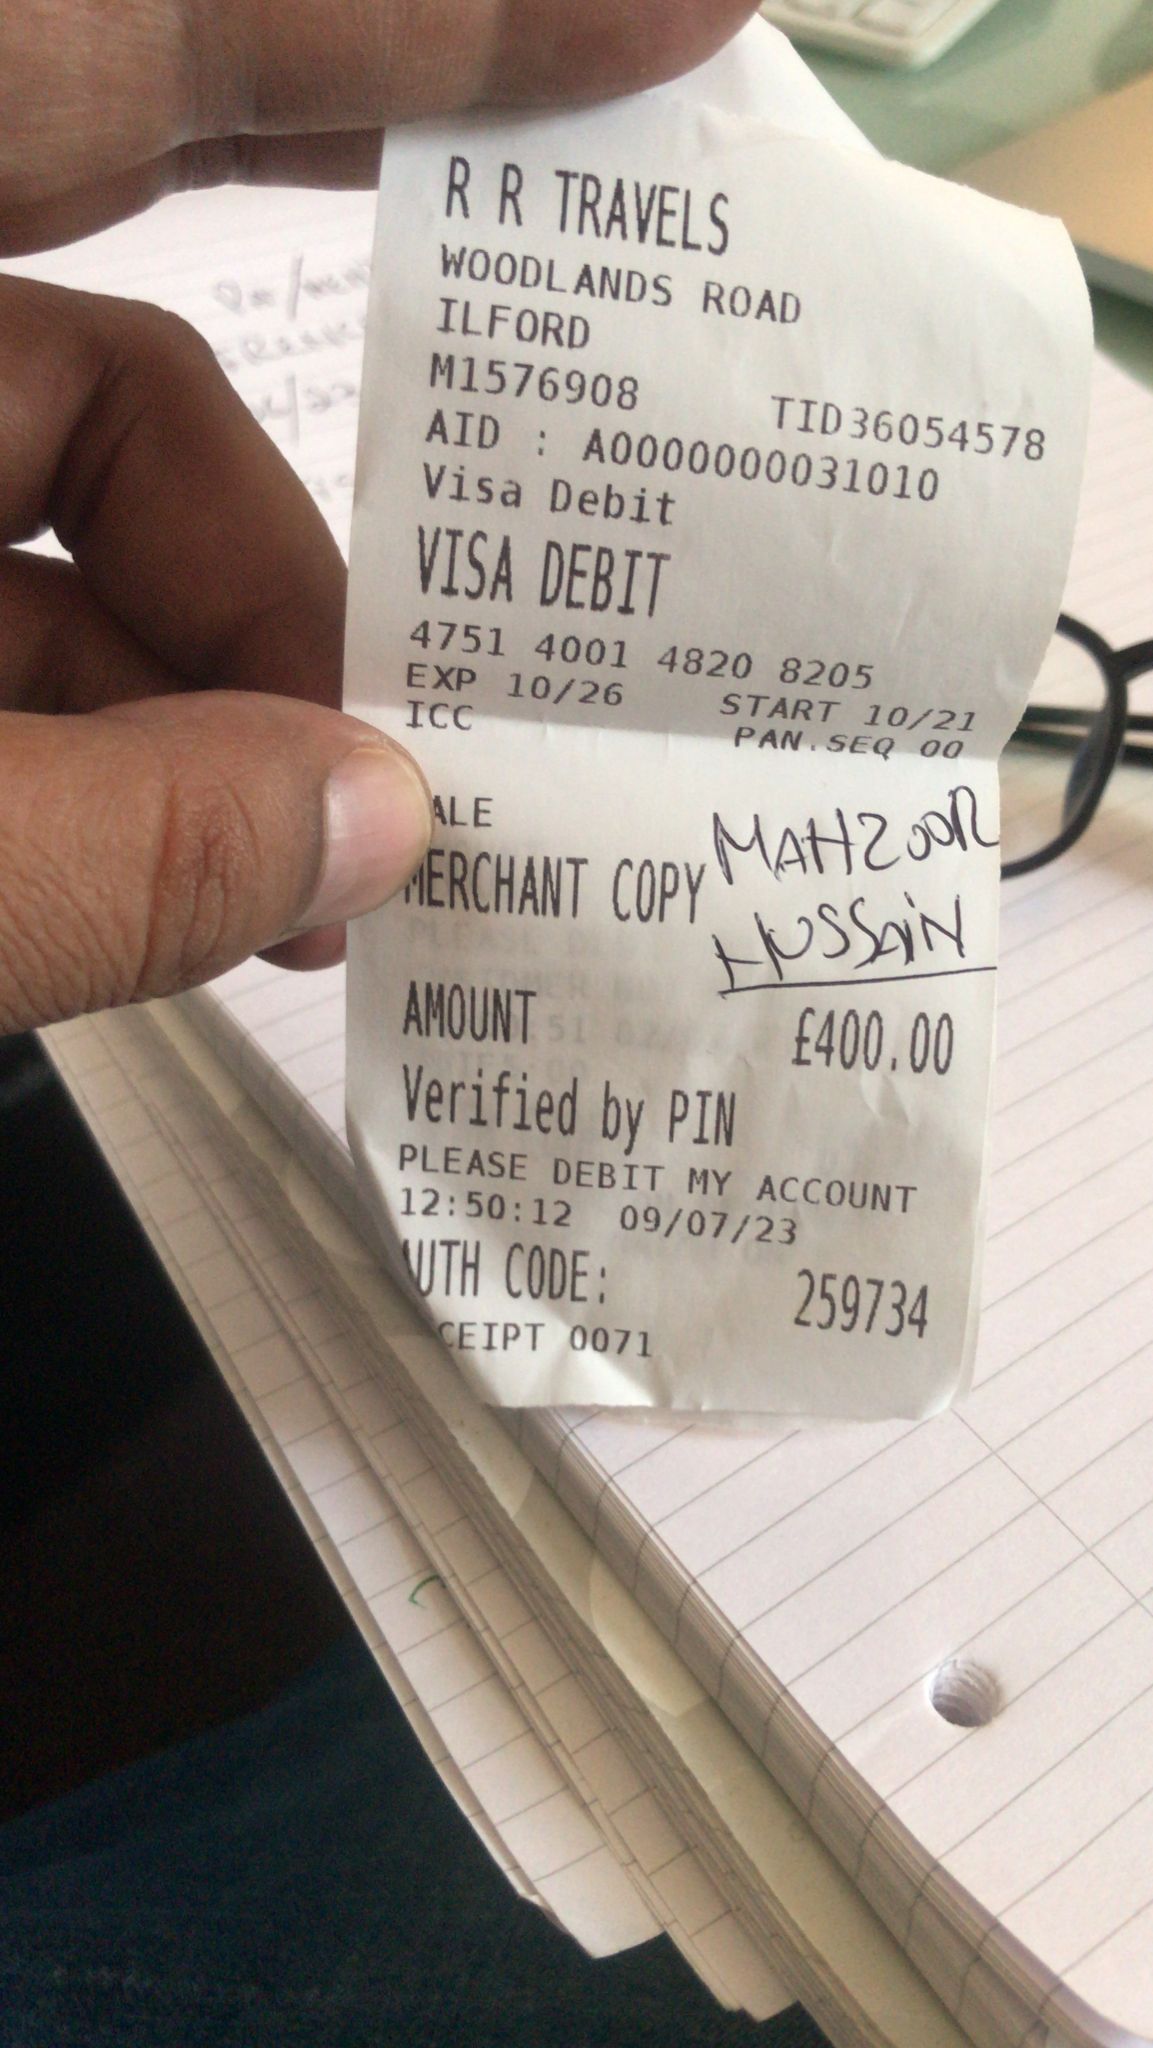 R R TRAVELS
WOODLANDS ROAD
ILFORD
M1576908 TID36054578
AID : A0000000031010
Visa Debit
VISA DEBIT
4751 4001 4820 8205
EXP 10/26 START 10/21
ICC PAN.SEQ 00
ALE
MERCHANT COPY
MAHZOOR
HUSSAIN
AMOUNT £400.00
Verified by PIN
PLEASE DEBIT MY ACCOUNT
12:50:12 09/07/23
AUTH CODE: 259734
CEIPT 0071